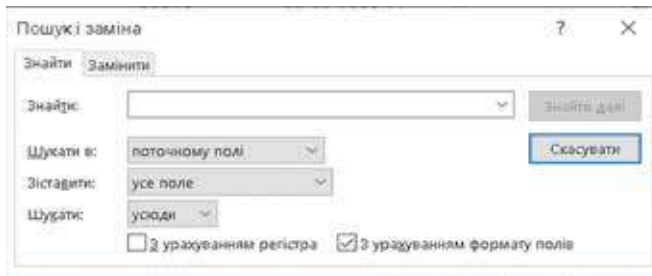 Пошук і заміна ? ×
Знайти Замінити
Знайти: Знайти далі
Шукати в: поточному полі Скасувати
Зіставити: усе поле
Шукати: усюди
З урахуванням регістра З урахуванням формату полів